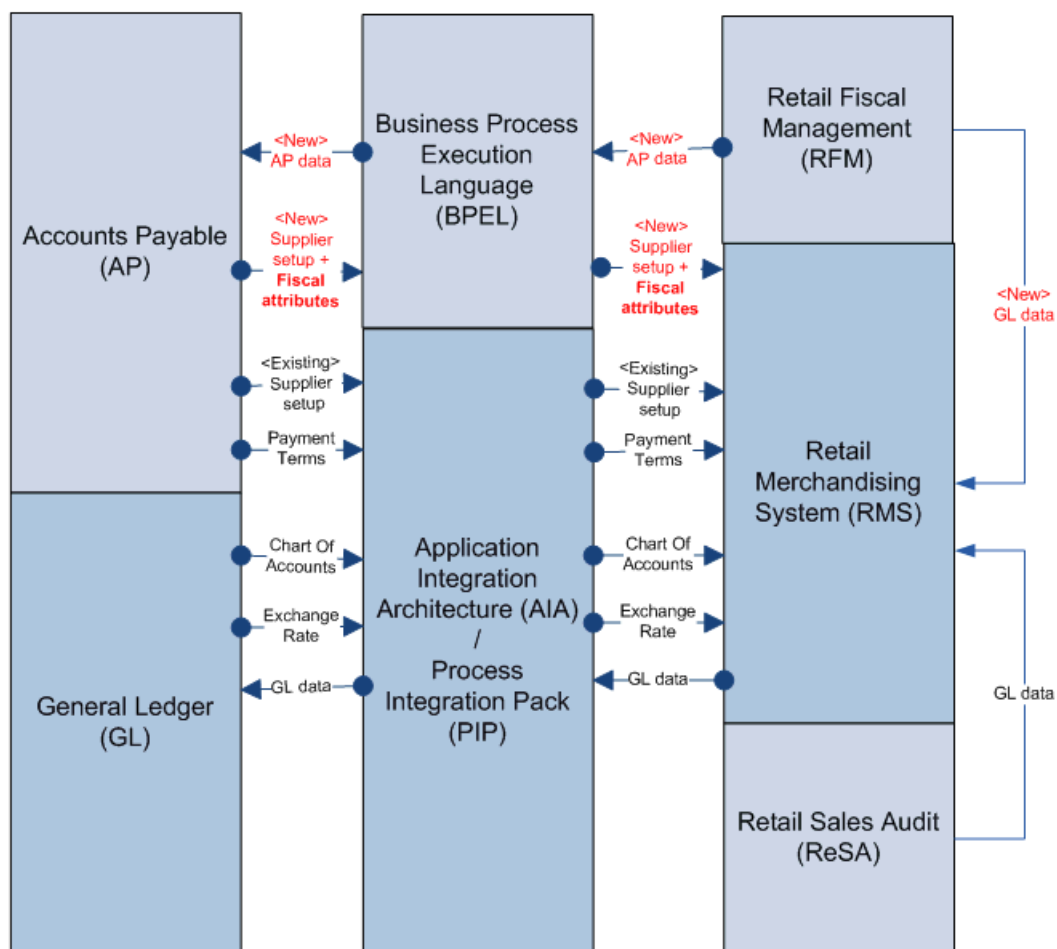 Accounts Payable
(AP)
General Ledger
(GL)
<New>
AP data
<New>
Supplier
setup +
Fiscal
attributes
<Existing>
Supplier
setup
Payment
Terms
Chart Of
Accounts
Exchange
Rate
GL data
Business Process
Execution
Language
(BPEL)
Application
Integration
Architecture (AIA)
/
Process
Integration Pack
(PIP)
<New>
AP data
<New>
Supplier
setup +
Fiscal
attributes
<Existing>
Supplier
setup
Payment
Terms
Chart Of
Accounts
Exchange
Rate
GL data
Retail Fiscal
Management
(RFM)
Retail
Merchandising
System (RMS)
Retail Sales Audit
(ReSA)
<New>
GL data
GL data